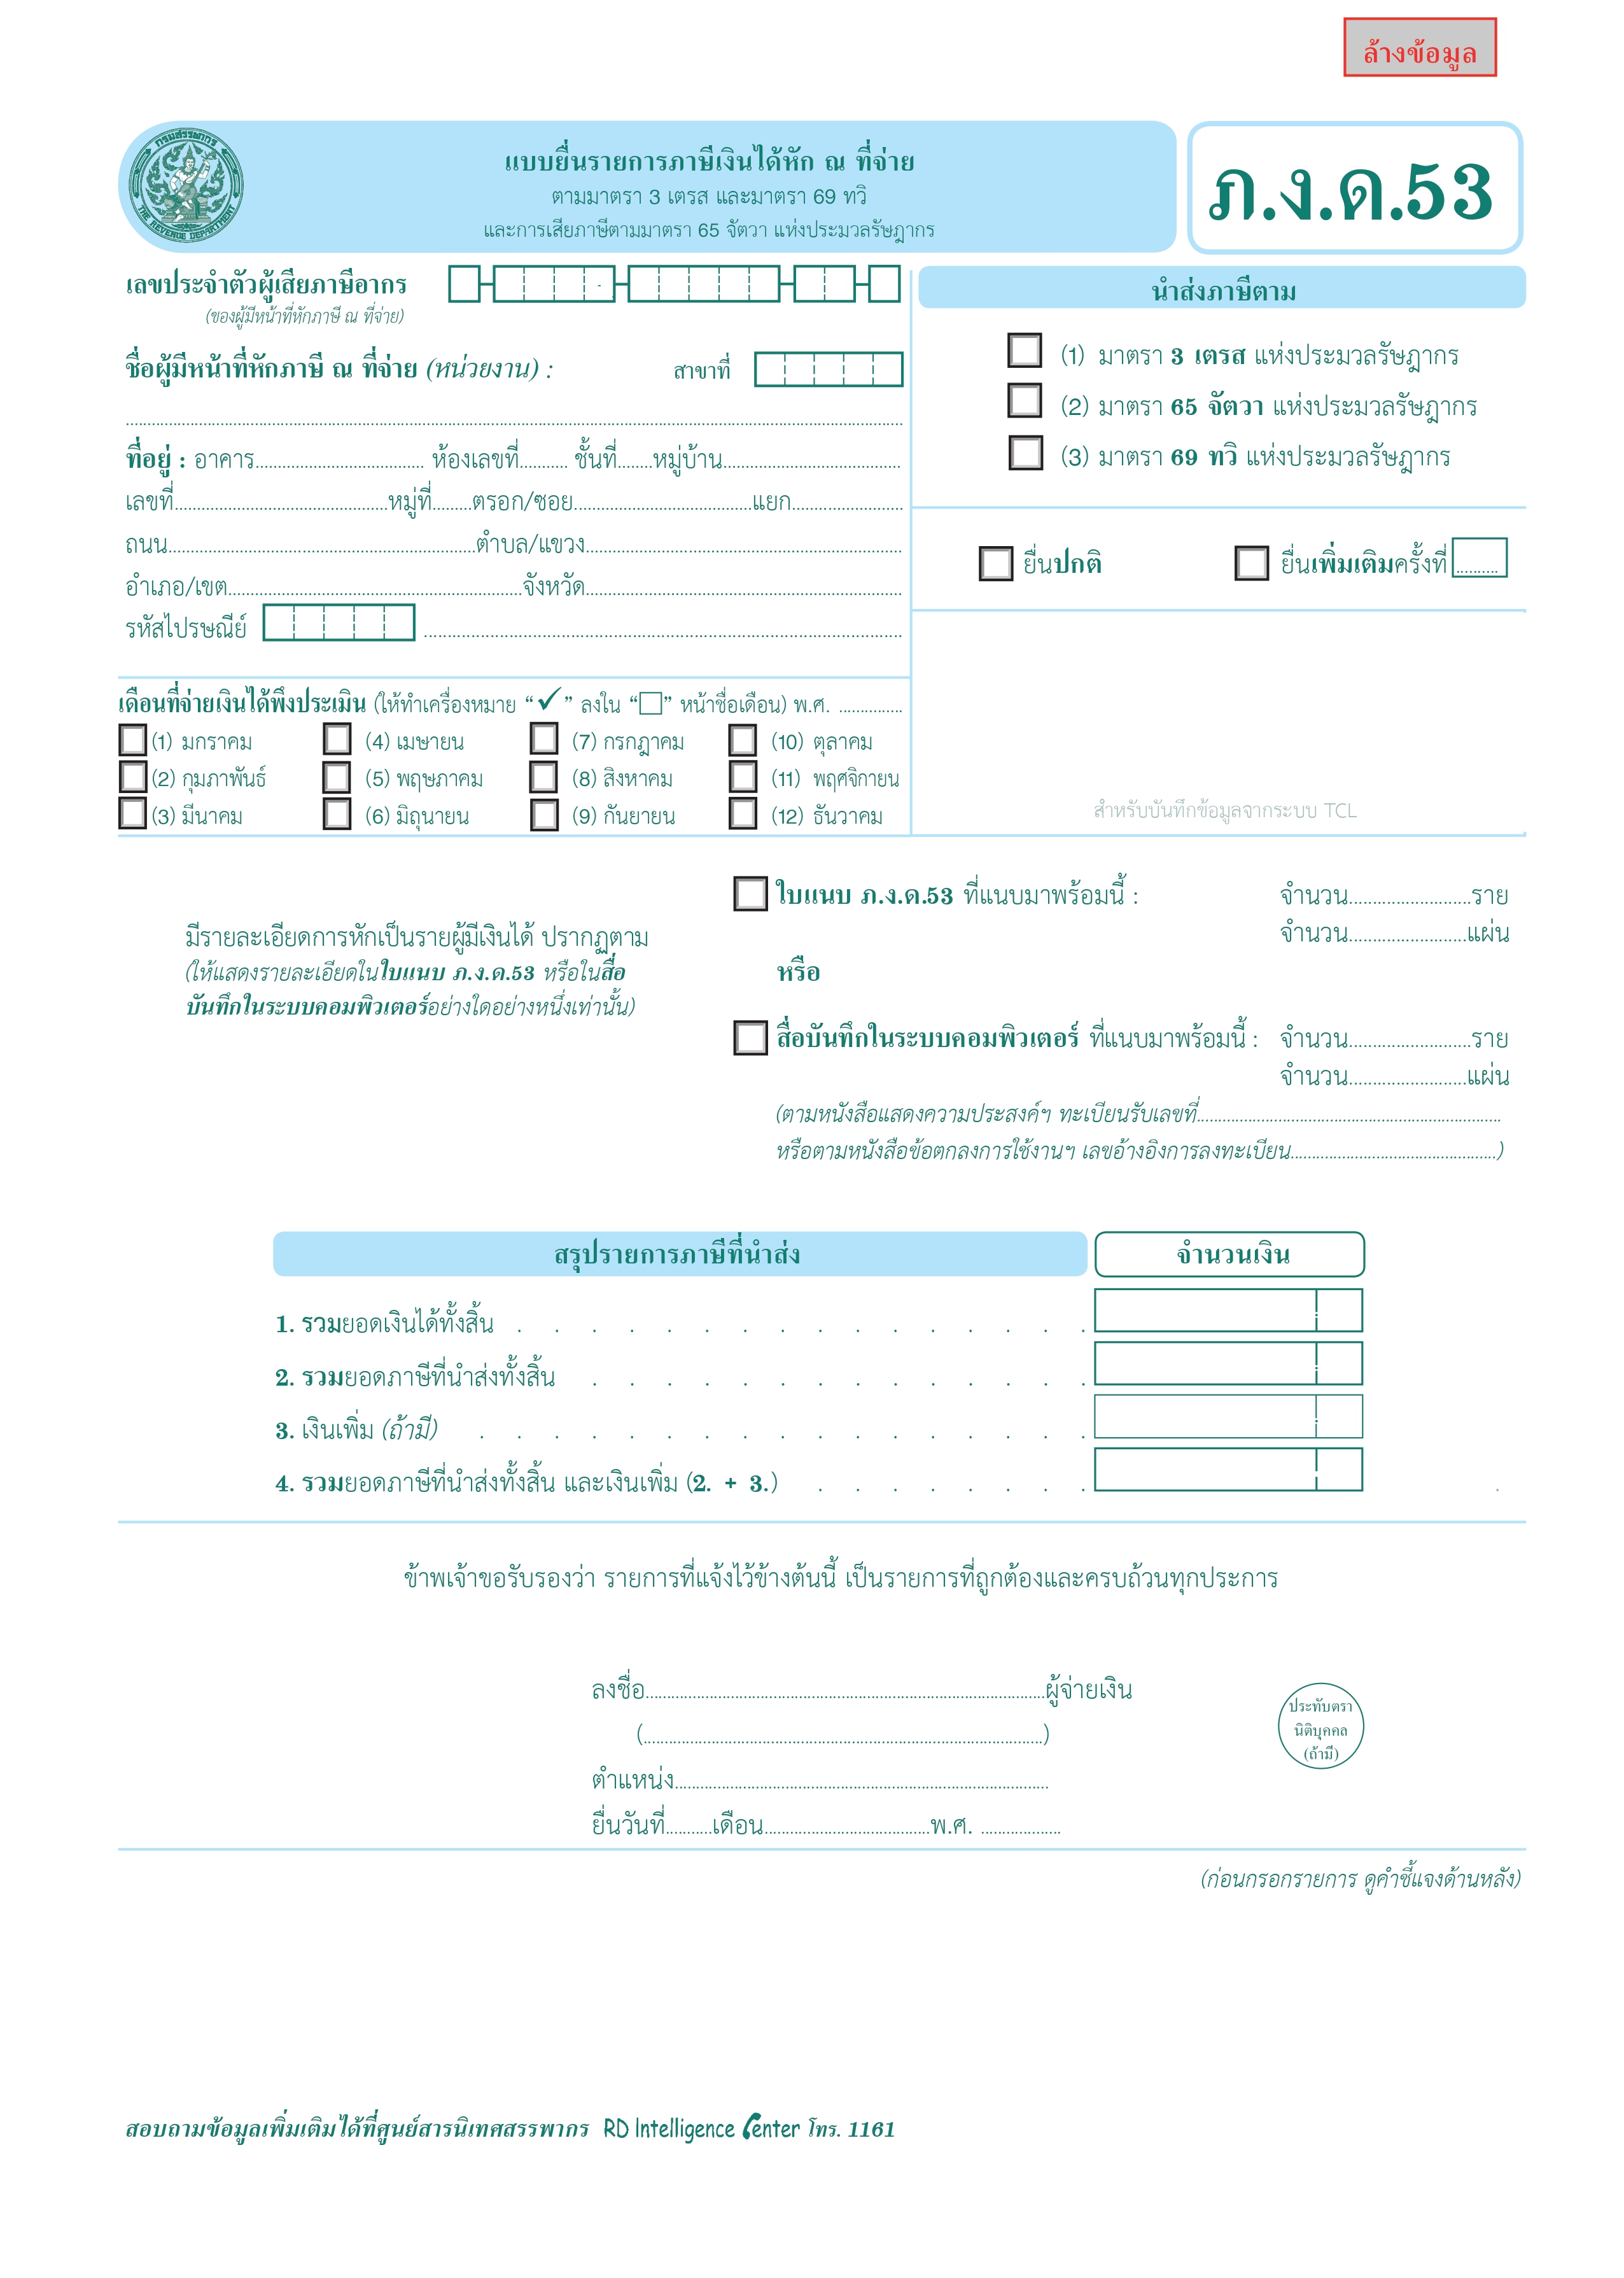 ล้างข้อมูล
กรมสรรพากร
THE REVENUE DEPARTMENT
แบบยื่นรายการภาษีเงินได้หัก ณ ที่จ่าย
ตามมาตรา 3 เตรส และมาตรา 69 ทวิ
และการเสียภาษีตามมาตรา 65 จัตวา แห่งประมวลรัษฎากร
ภ.ง.ด.53
เลขประจำตัวผู้เสียภาษีอากร
(ของผู้มีหน้าที่หักภาษี ณ ที่จ่าย)
ชื่อผู้มีหน้าที่หักภาษี ณ ที่จ่าย (หน่วยงาน) : สาขาที่
ที่อยู่ : อาคาร........ ห้องเลขที่........ ชั้นที่.......หมู่บ้าน........
เลขที่........หมู่ที่........ตรอก/ซอย........แยก........
ถนน........ตำบล/แขวง........
อำเภอ/เขต........จังหวัด........
รหัสไปรษณีย์ ........
นำส่งภาษีตาม
(1) มาตรา 3 เตรส แห่งประมวลรัษฎากร
(2) มาตรา 65 จัตวา แห่งประมวลรัษฎากร
(3) มาตรา 69 ทวิ แห่งประมวลรัษฎากร
ยื่นปกติ ยื่นเพิ่มเติมครั้งที่ ........
สำหรับบันทึกข้อมูลจากระบบ TCL
เดือนที่จ่ายเงินได้พึงประเมิน (ให้ทำเครื่องหมาย “✓” ลงใน “□” หน้าชื่อเดือน) พ.ศ. ........
(1) มกราคม (4) เมษายน (7) กรกฎาคม (10) ตุลาคม
(2) กุมภาพันธ์ (5) พฤษภาคม (8) สิงหาคม (11) พฤศจิกายน
(3) มีนาคม (6) มิถุนายน (9) กันยายน (12) ธันวาคม
มีรายละเอียดการหักเป็นรายผู้มีเงินได้ ปรากฏตาม
(ให้แสดงรายละเอียดในใบแนบ ภ.ง.ด.53 หรือในสื่อ
บันทึกในระบบคอมพิวเตอร์อย่างใดอย่างหนึ่งเท่านั้น)
ใบแนบ ภ.ง.ด.53 ที่แนบมาพร้อมนี้ : จำนวน........ราย
จำนวน........แผ่น
หรือ
สื่อบันทึกในระบบคอมพิวเตอร์ ที่แนบมาพร้อมนี้ : จำนวน........ราย
จำนวน........แผ่น
(ตามหนังสือแสดงความประสงค์ฯ ทะเบียนรับเลขที่........
หรือตามหนังสือข้อตกลงการใช้งานฯ เลขอ้างอิงการลงทะเบียน........)
สรุปรายการภาษีที่นำส่ง จำนวนเงิน
1. รวมยอดเงินได้ทั้งสิ้น . . . . . . . .
2. รวมยอดภาษีที่นำส่งทั้งสิ้น . . . . . . . .
3. เงินเพิ่ม (ถ้ามี) . . . . . . . .
4. รวมยอดภาษีที่นำส่งทั้งสิ้น และเงินเพิ่ม (2. + 3.) . . . . . . . .
ข้าพเจ้าขอรับรองว่า รายการที่แจ้งไว้ข้างต้นนี้ เป็นรายการที่ถูกต้องและครบถ้วนทุกประการ
ลงชื่อ........ผู้จ่ายเงิน
(........)
ตำแหน่ง........
ยื่นวันที่........เดือน........พ.ศ. ........
ประทับตรา
นิติบุคคล
(ถ้ามี)
(ก่อนกรอกรายการ ดูคำชี้แจงด้านหลัง)
สอบถามข้อมูลเพิ่มเติมได้ที่ศูนย์สารนิเทศสรรพากร RD Intelligence Center โทร. 1161